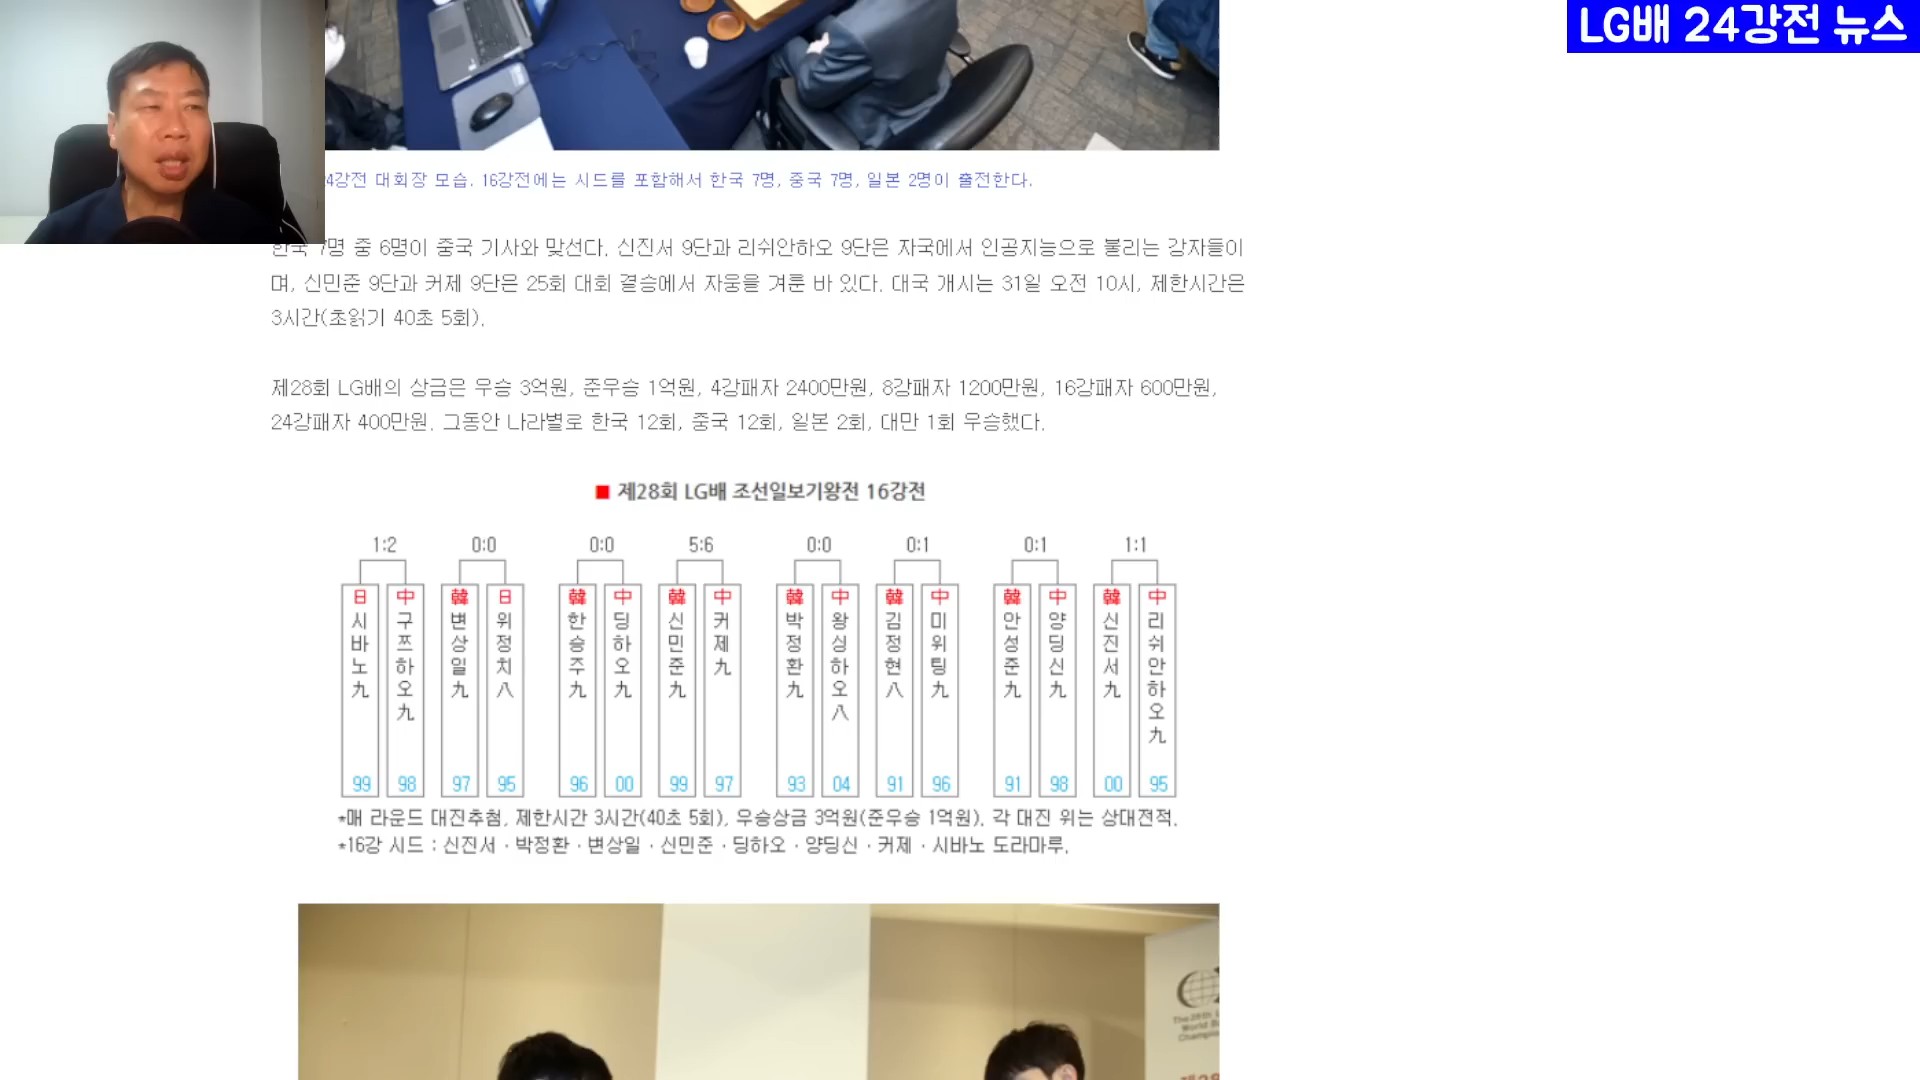 LG배 24강전 뉴스
4강전 대회장 모습. 16강전에는 시드를 포함해서 한국 7명, 중국 7명, 일본 2명이 출전한다.
한국 7명 중 6명이 중국 기사와 맞선다. 신진서 9단과 리쉬안하오 9단은 자국에서 인공지능으로 불리는 강자들이
며, 신민준 9단과 커제 9단은 25회 대회 결승에서 자웅을 겨룬 바 있다. 대국 개시는 31일 오전 10시, 제한시간은
3시간(초읽기 40초 5회).
제28회 LG배의 상금은 우승 3억원, 준우승 1억원, 4강패자 2400만원, 8강패자 1200만원, 16강패자 600만원,
24강패자 400만원. 그동안 나라별로 한국 12회, 중국 12회, 일본 2회, 대만 1회 우승했다.
■ 제28회 LG배 조선일보기왕전 16강전
1:2 0:0 0:0 5:6 0:0 0:1 0:1 1:1
日 시바노 九 99
中 구쯔하오 九 98
韓 변상일 九 97
日 위정치 八 95
韓 한승주 九 96
中 딩하오 九 00
韓 신민준 九 99
中 커제 九 97
韓 박정환 九 93
中 왕싱하오 八 04
韓 김정현 八 91
中 미위팅 九 96
韓 안성준 九 91
中 양딩신 九 98
韓 신진서 九 00
中 리쉬안하오 九 95
*매 라운드 대진추첨. 제한시간 3시간(40초 5회), 우승상금 3억원(준우승 1억원). 각 대진 위는 상대전적.
*16강 시드 : 신진서 · 박정환 · 변상일 · 신민준 · 딩하오 · 양딩신 · 커제 · 시바노 도라마루.